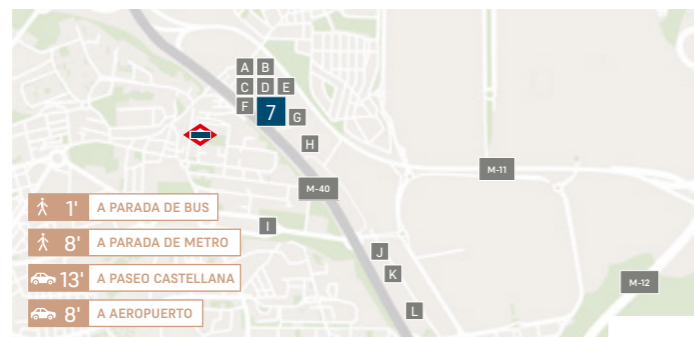 A B
C D E
F 7 G
H
M-11
M-40
1' A PARADA DE BUS
I
8' A PARADA DE METRO
J
13' A PASEO CASTELLANA
K
M-12
8' A AEROPUERTO
L